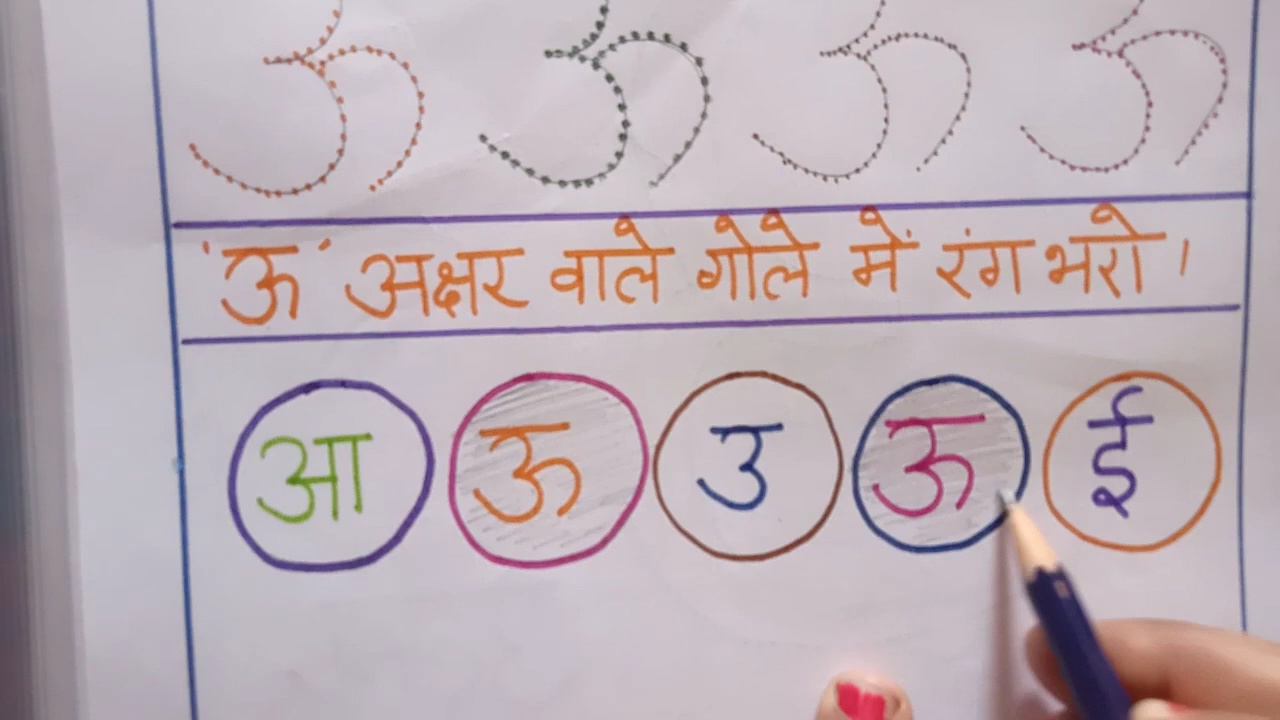 ऊ ऊ ऊ ऊ
'ऊ' अक्षर वाले गोले में रंग भरो।
आ ऊ उ ऊ ई